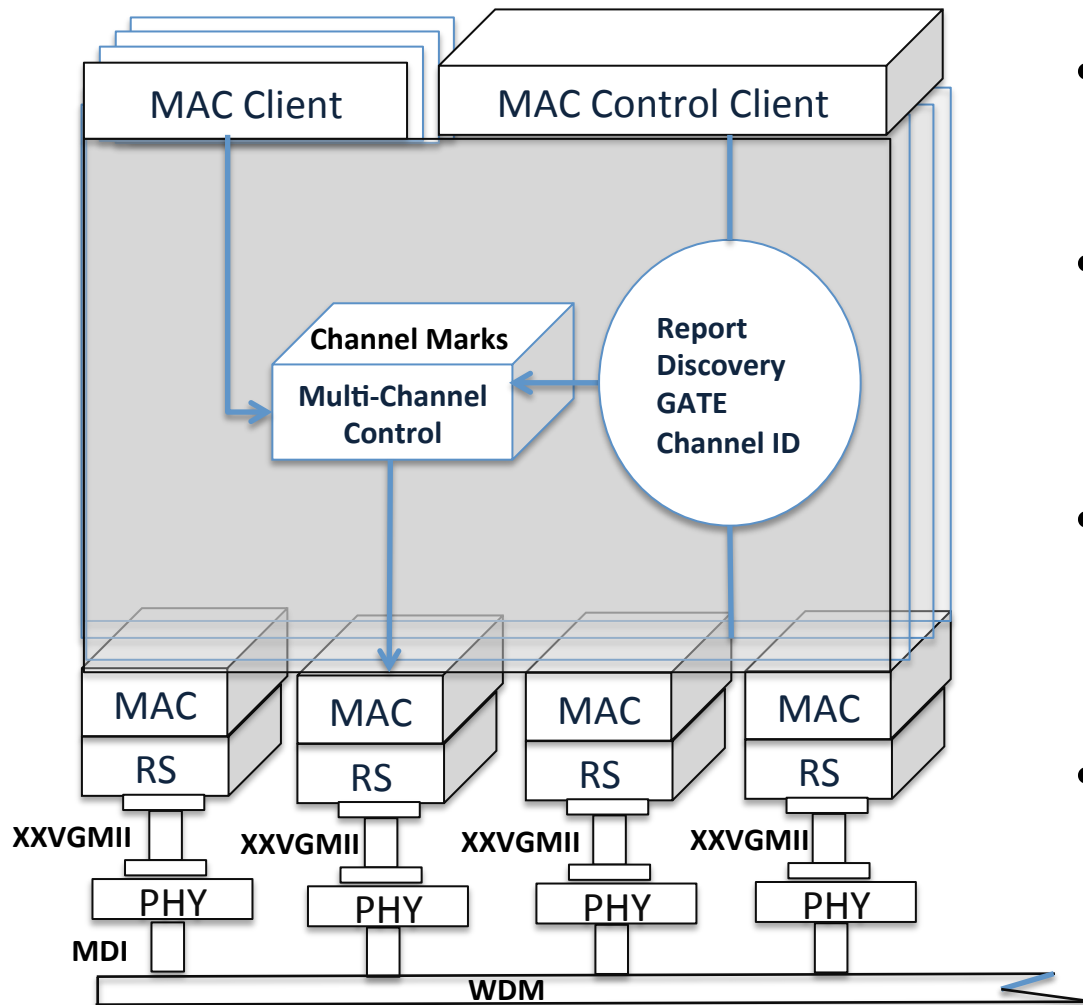 MAC Client
MAC Control Client
Channel Marks
Multi-Channel
Control
Report
Discovery
GATE
Channel ID
MAC
MAC
MAC
MAC
RS
RS
RS
RS
XXVGMII
XXVGMII
XXVGMII
XXVGMII
PHY
PHY
PHY
PHY
MDI
WDM